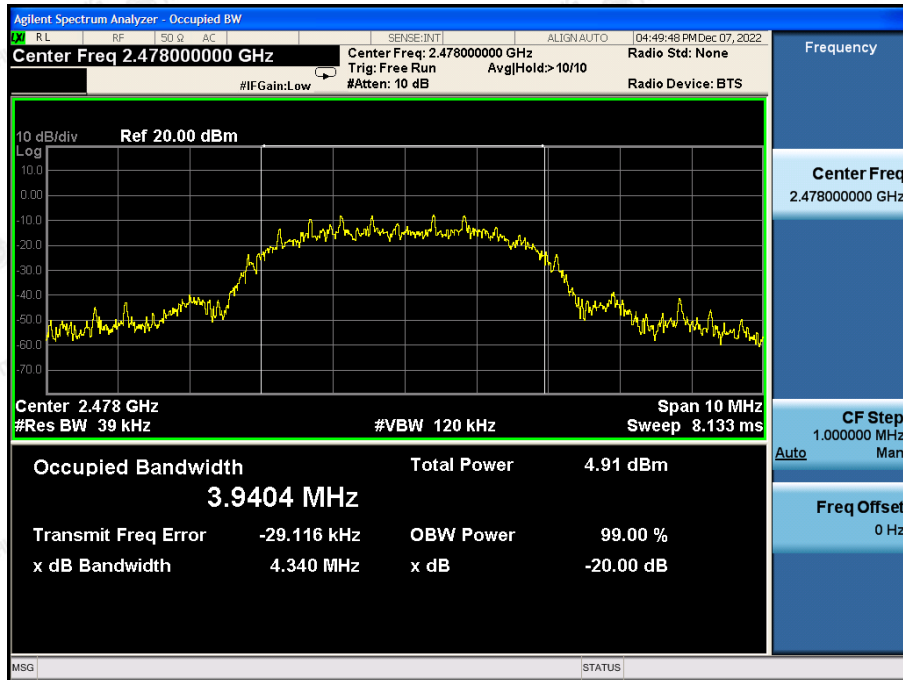 Agilent Spectrum Analyzer - Occupied BW
LXI RL RF 50 Ω AC SENSE:INT ALIGN AUTO 04:49:48 PM Dec 07, 2022
Center Freq 2.478000000 GHz
Center Freq: 2.478000000 GHz Radio Std: None
Trig: Free Run Avg|Hold:>10/10
#IFGain:Low #Atten: 10 dB Radio Device: BTS
10 dB/div Ref 20.00 dBm
Log
10.0
0.00
-10.0
-20.0
-30.0
-40.0
-50.0
-60.0
-70.0
Center 2.478 GHz Span 10 MHz
#Res BW 39 kHz #VBW 120 kHz Sweep 8.133 ms
Occupied Bandwidth Total Power 4.91 dBm
3.9404 MHz
Transmit Freq Error -29.116 kHz OBW Power 99.00 %
x dB Bandwidth 4.340 MHz x dB -20.00 dB
MSG STATUS
Frequency
Center Freq
2.478000000 GHz
CF Step
1.000000 MHz
Auto Man
Freq Offset
0 Hz